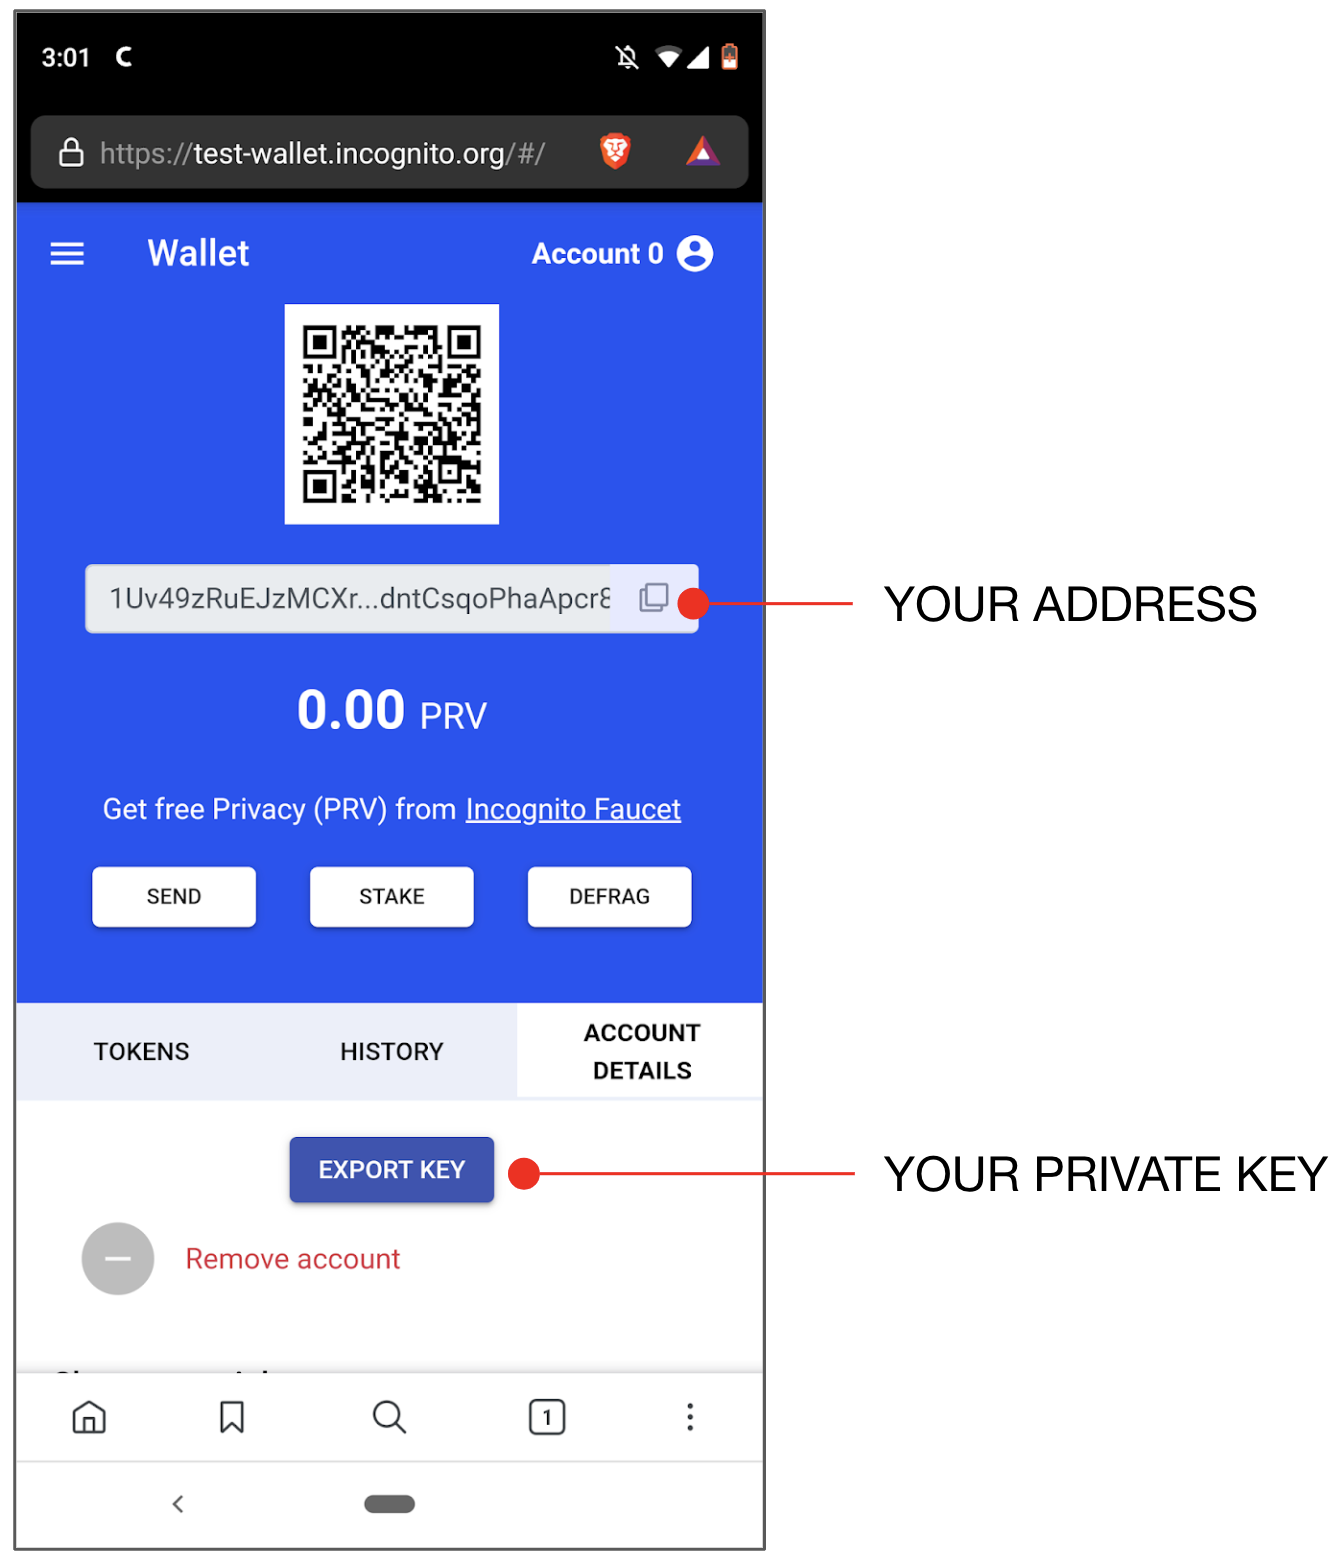 3:01
https://test-wallet.incognito.org/#/
Wallet
Account 0
1Uv49zRuEJzMCXr...dntCsqoPhaApcr8
YOUR ADDRESS
0.00 PRV
Get free Privacy (PRV) from Incognito Faucet
SEND
STAKE
DEFRAG
TOKENS
HISTORY
ACCOUNT
DETAILS
EXPORT KEY
YOUR PRIVATE KEY
Remove account
1